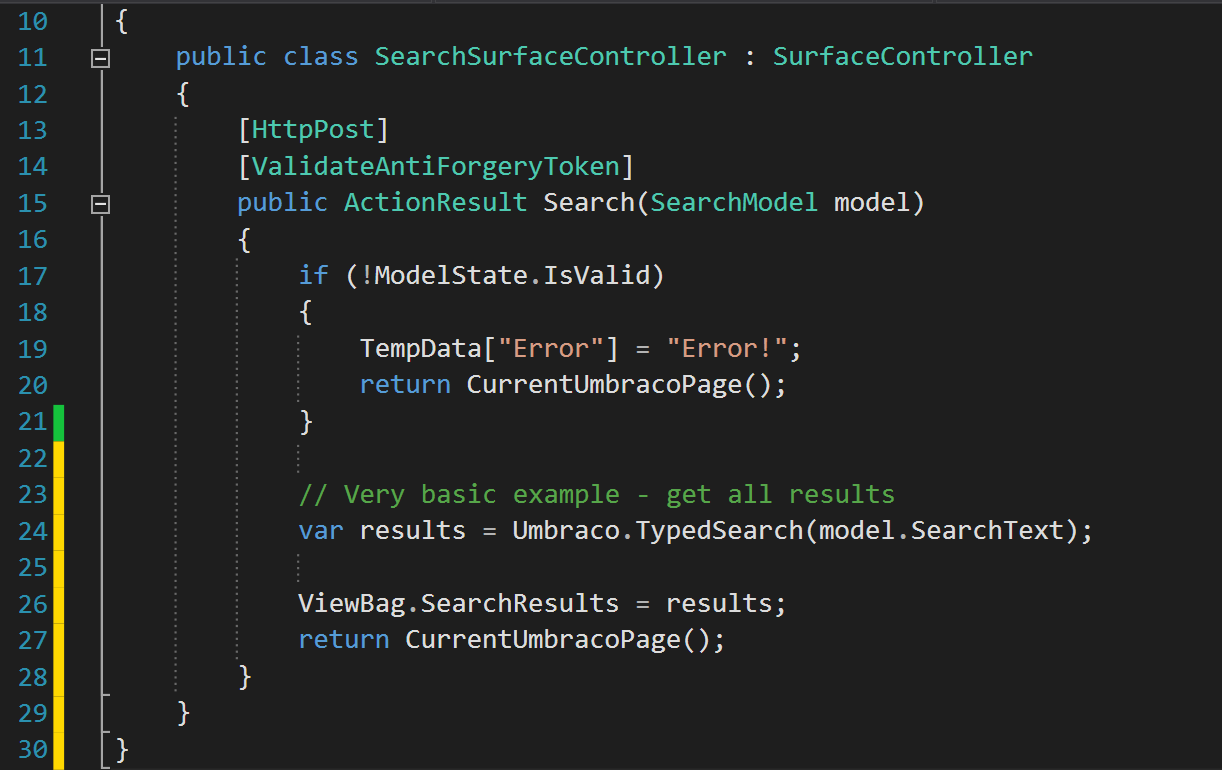 10 {
11 public class SearchSurfaceController : SurfaceController
12 {
13 [HttpPost]
14 [ValidateAntiForgeryToken]
15 public ActionResult Search(SearchModel model)
16 {
17 if (!ModelState.IsValid)
18 {
19 TempData["Error"] = "Error!";
20 return CurrentUmbracoPage();
21 }
22
23 // Very basic example - get all results
24 var results = Umbraco.TypedSearch(model.SearchText);
25
26 ViewBag.SearchResults = results;
27 return CurrentUmbracoPage();
28 }
29 }
30 }